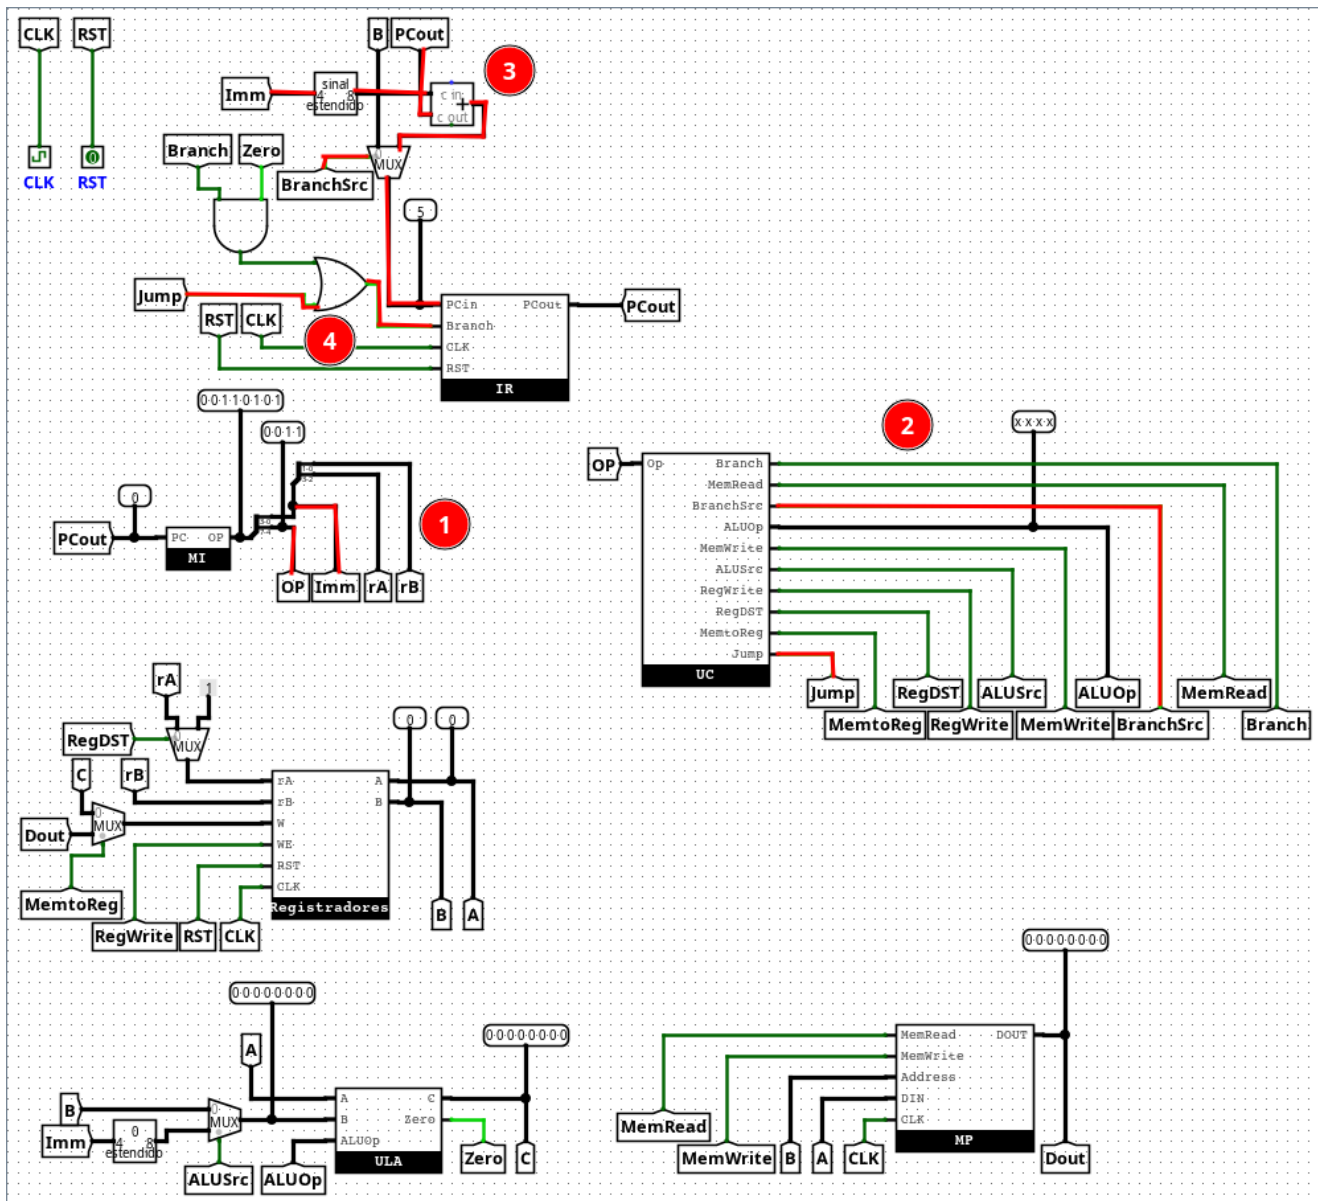 CLK RST B PCout
Imm sinal 4 8 estendido c in + c out 3
Branch Zero 0 MUX
CLK RST BranchSrc
5
Jump PCin PCout PCout
RST CLK 4 Branch
CLK
RST
IR
0 0 1 1 0 1 0 1
0 0 1 1
0
PCout PC OP 1
MI
OP Imm rA rB
2 x x x x
OP Op Branch
MemRead
BranchSrc
ALUOp
MemWrite
ALUSrc
RegWrite
RegDST
MemtoReg
Jump
UC
Jump RegDST ALUSrc ALUOp MemRead
MemtoReg RegWrite MemWrite BranchSrc Branch
rA 1
0 0
RegDST 0 MUX
C rB rA A
0 rB B
Dout MUX W
WE
RST
CLK
MemtoReg Registradores
RegWrite RST CLK B A
0 0 0 0 0 0 0 0
0 0 0 0 0 0 0 0
0 0 0 0 0 0 0 0
A
B A C
MUX B Zero
Imm 0 4 8 estendido ALUOp
ULA
ALUSrc ALUOp Zero C
MemRead DOUT
MemWrite
Address
DIN
CLK
MP
MemRead
MemWrite B A CLK Dout